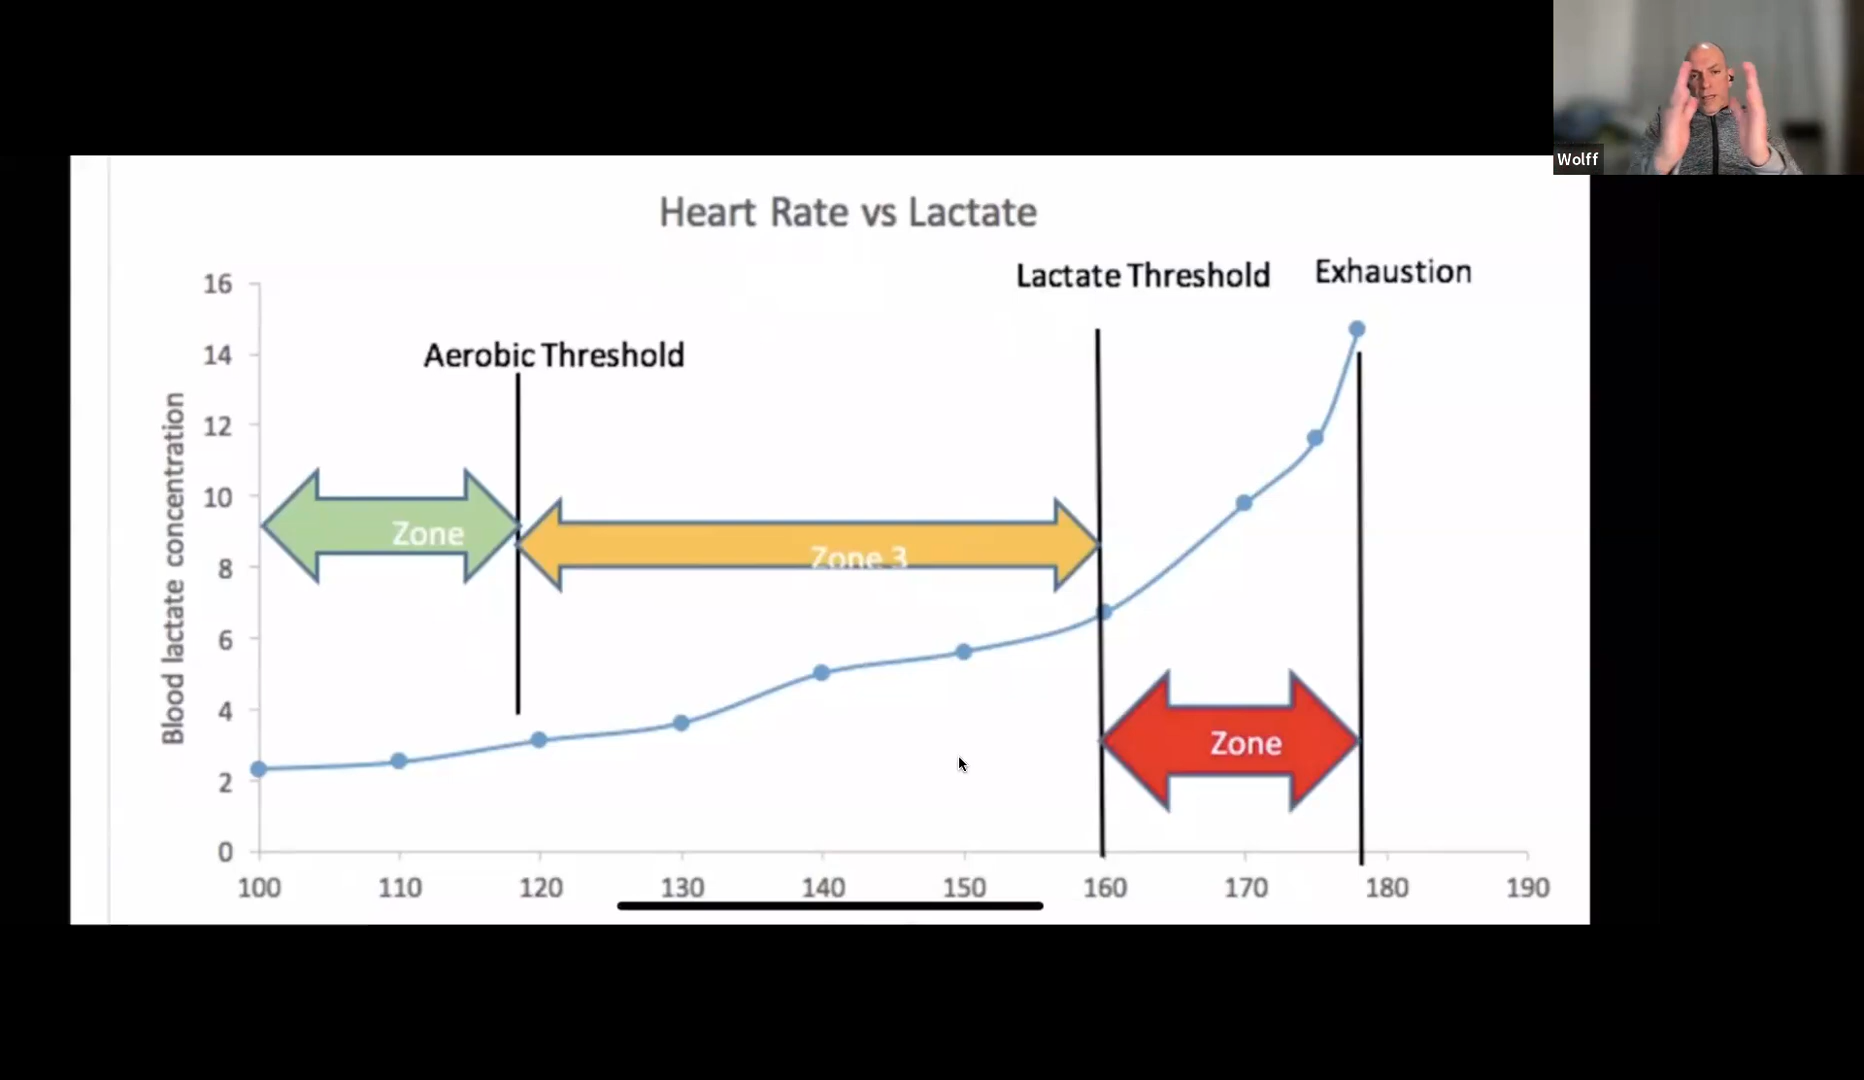 Wolff
Heart Rate vs Lactate
Lactate Threshold
Exhaustion
Aerobic Threshold
Blood lactate concentration
16
14
12
10
8
6
4
2
0
Zone
Zone 3
Zone
100 110 120 130 140 150 160 170 180 190